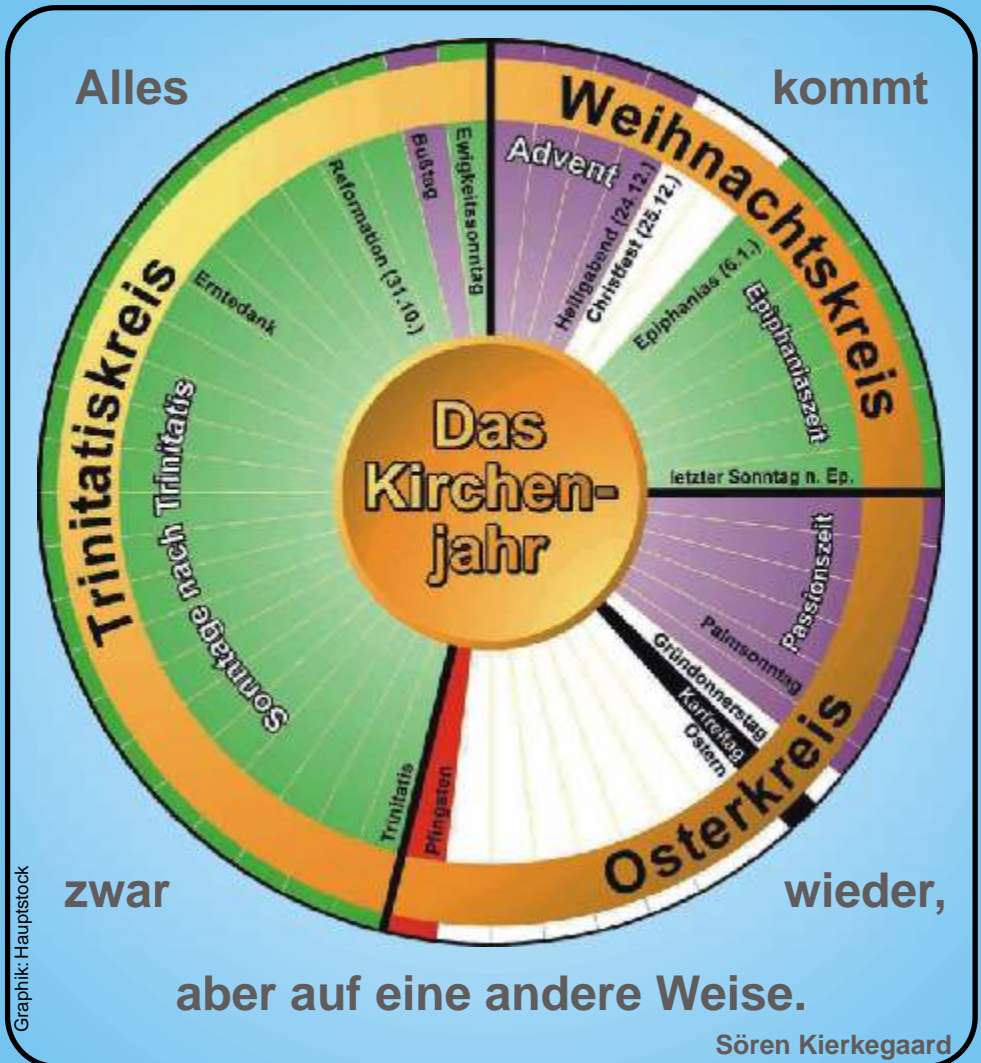 Alles kommt
Weihnachtskreis
Advent
Heiligabend (24.12.)
Christfest (25.12.)
Epiphanias (6.1.)
Epiphaniaszeit
letzter Sonntag n. Ep.
Passionszeit
Palmsonntag
Gründonnerstag
Karfreitag
Ostern
Osterkreis
Pfingsten
Trinitatis
Sonntage nach Trinitatis
Trinitatiskreis
Erntedank
Reformation (31.10.)
Bußtag
Ewigkeitssonntag
Das
Kirchen-
jahr
zwar wieder,
aber auf eine andere Weise.
Sören Kierkegaard
Graphik: Hauptstock